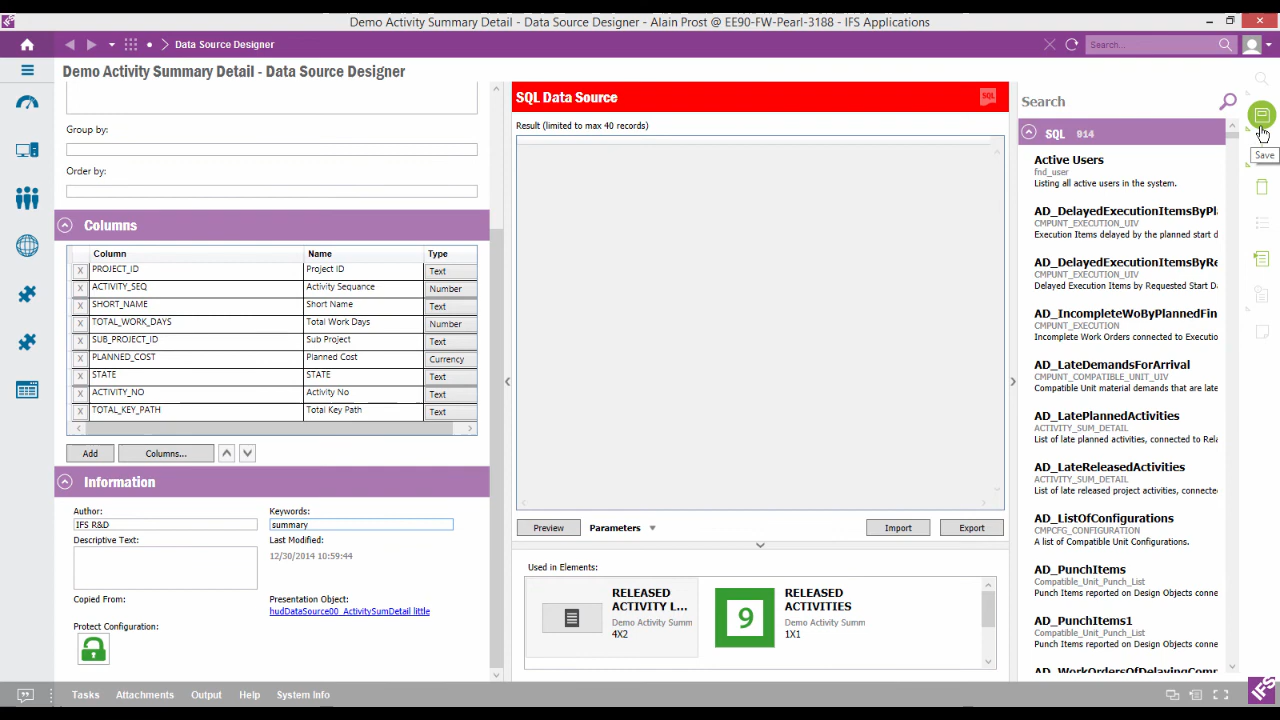 Demo Activity Summary Detail - Data Source Designer - Alain Prost @ EE90-FW-Pearl-3188 - IFS Applications
Data Source Designer
Search...
Demo Activity Summary Detail - Data Source Designer
Group by:
Order by:
Columns
Column Name Type
X PROJECT_ID Project ID Text
X ACTIVITY_SEQ Activity Sequance Number
X SHORT_NAME Short Name Text
X TOTAL_WORK_DAYS Total Work Days Number
X SUB_PROJECT_ID Sub Project Text
X PLANNED_COST Planned Cost Currency
X STATE STATE Text
X ACTIVITY_NO Activity No Text
X TOTAL_KEY_PATH Total Key Path Text
Add Columns...
Information
Author: Keywords:
IFS R&D summary
Descriptive Text: Last Modified:
12/30/2014 10:59:44
Copied From: Presentation Object:
hudDataSource00_ActivitySumDetail little
Protect Configuration:
SQL Data Source
SQL
Result (limited to max 40 records)
Preview Parameters Import Export
Used in Elements:
RELEASED
ACTIVITY L...
Demo Activity Summ
4X2
9
RELEASED
ACTIVITIES
Demo Activity Summ
1X1
Search
SQL 914
Active Users
fnd_user
Listing all active users in the system.
AD_DelayedExecutionItemsByPl
CMPUNT_EXECUTION_UIV
Execution Items delayed by the planned start d
AD_DelayedExecutionItemsByRe
CMPUNT_EXECUTION_UIV
Delayed Execution Items by Requested Start D
AD_IncompleteWoByPlannedFin
CMPUNT_EXECUTION
Incomplete Work Orders connected to Executio
AD_LateDemandsForArrival
CMPUNT_COMPATIBLE_UNIT_UIV
Compatible Unit material demands that are late
AD_LatePlannedActivities
ACTIVITY_SUM_DETAIL
List of late planned activities, connected to Rela
AD_LateReleasedActivities
ACTIVITY_SUM_DETAIL
List of late released project activities, connecte
AD_ListOfConfigurations
CMPCFG_CONFIGURATION
A list of Compatible Unit Configurations.
AD_PunchItems
Compatible_Unit_Punch_List
Punch Items reported on Design Objects conne
AD_PunchItems1
Compatible_Unit_Punch_List
Punch Items reported on Design Objects conne
Save
Tasks Attachments Output Help System Info
IFS